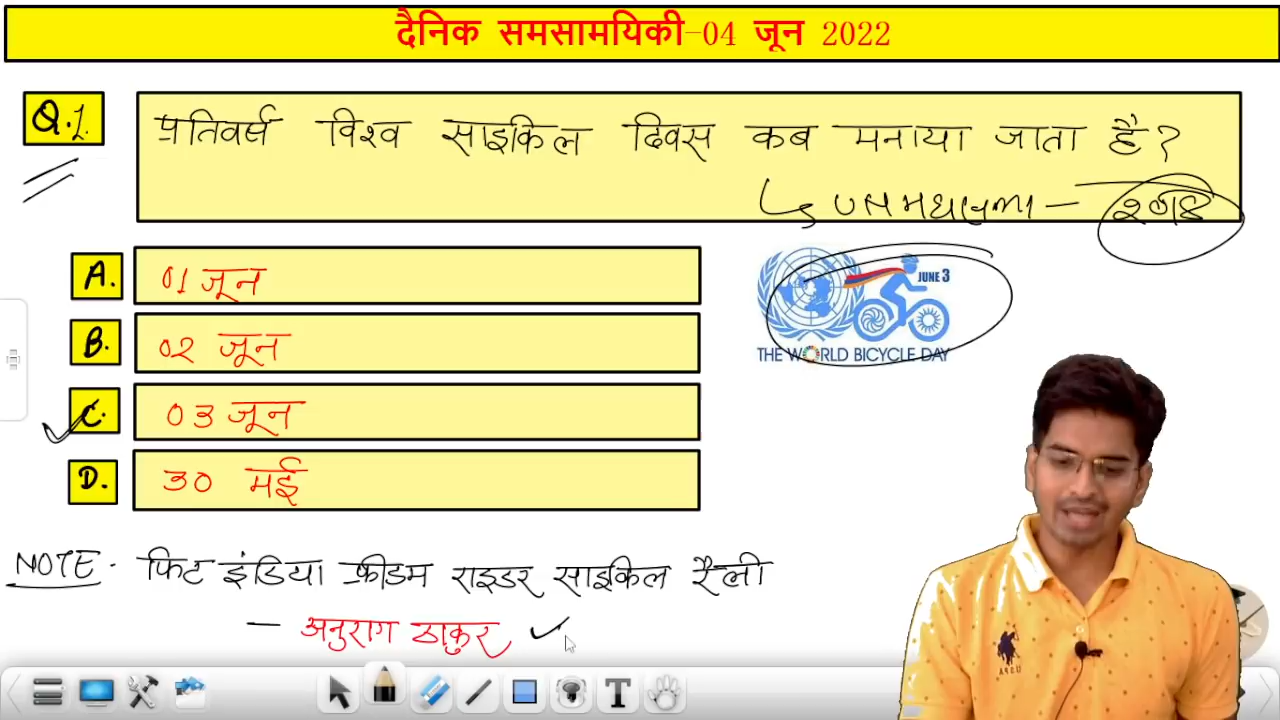 दैनिक समसामयिकी-04 जून 2022
Q.1.
प्रतिवर्ष विश्व साइकिल दिवस कब मनाया जाता है?
UN महासभा — 2018
A. 01 जून
B. 02 जून
C. 03 जून
D. 30 मई
JUNE 3
THE WORLD BICYCLE DAY
NOTE - फिट इंडिया फ्रीडम राइडर साइकिल रैली
— अनुराग ठाकुर
USPA
T